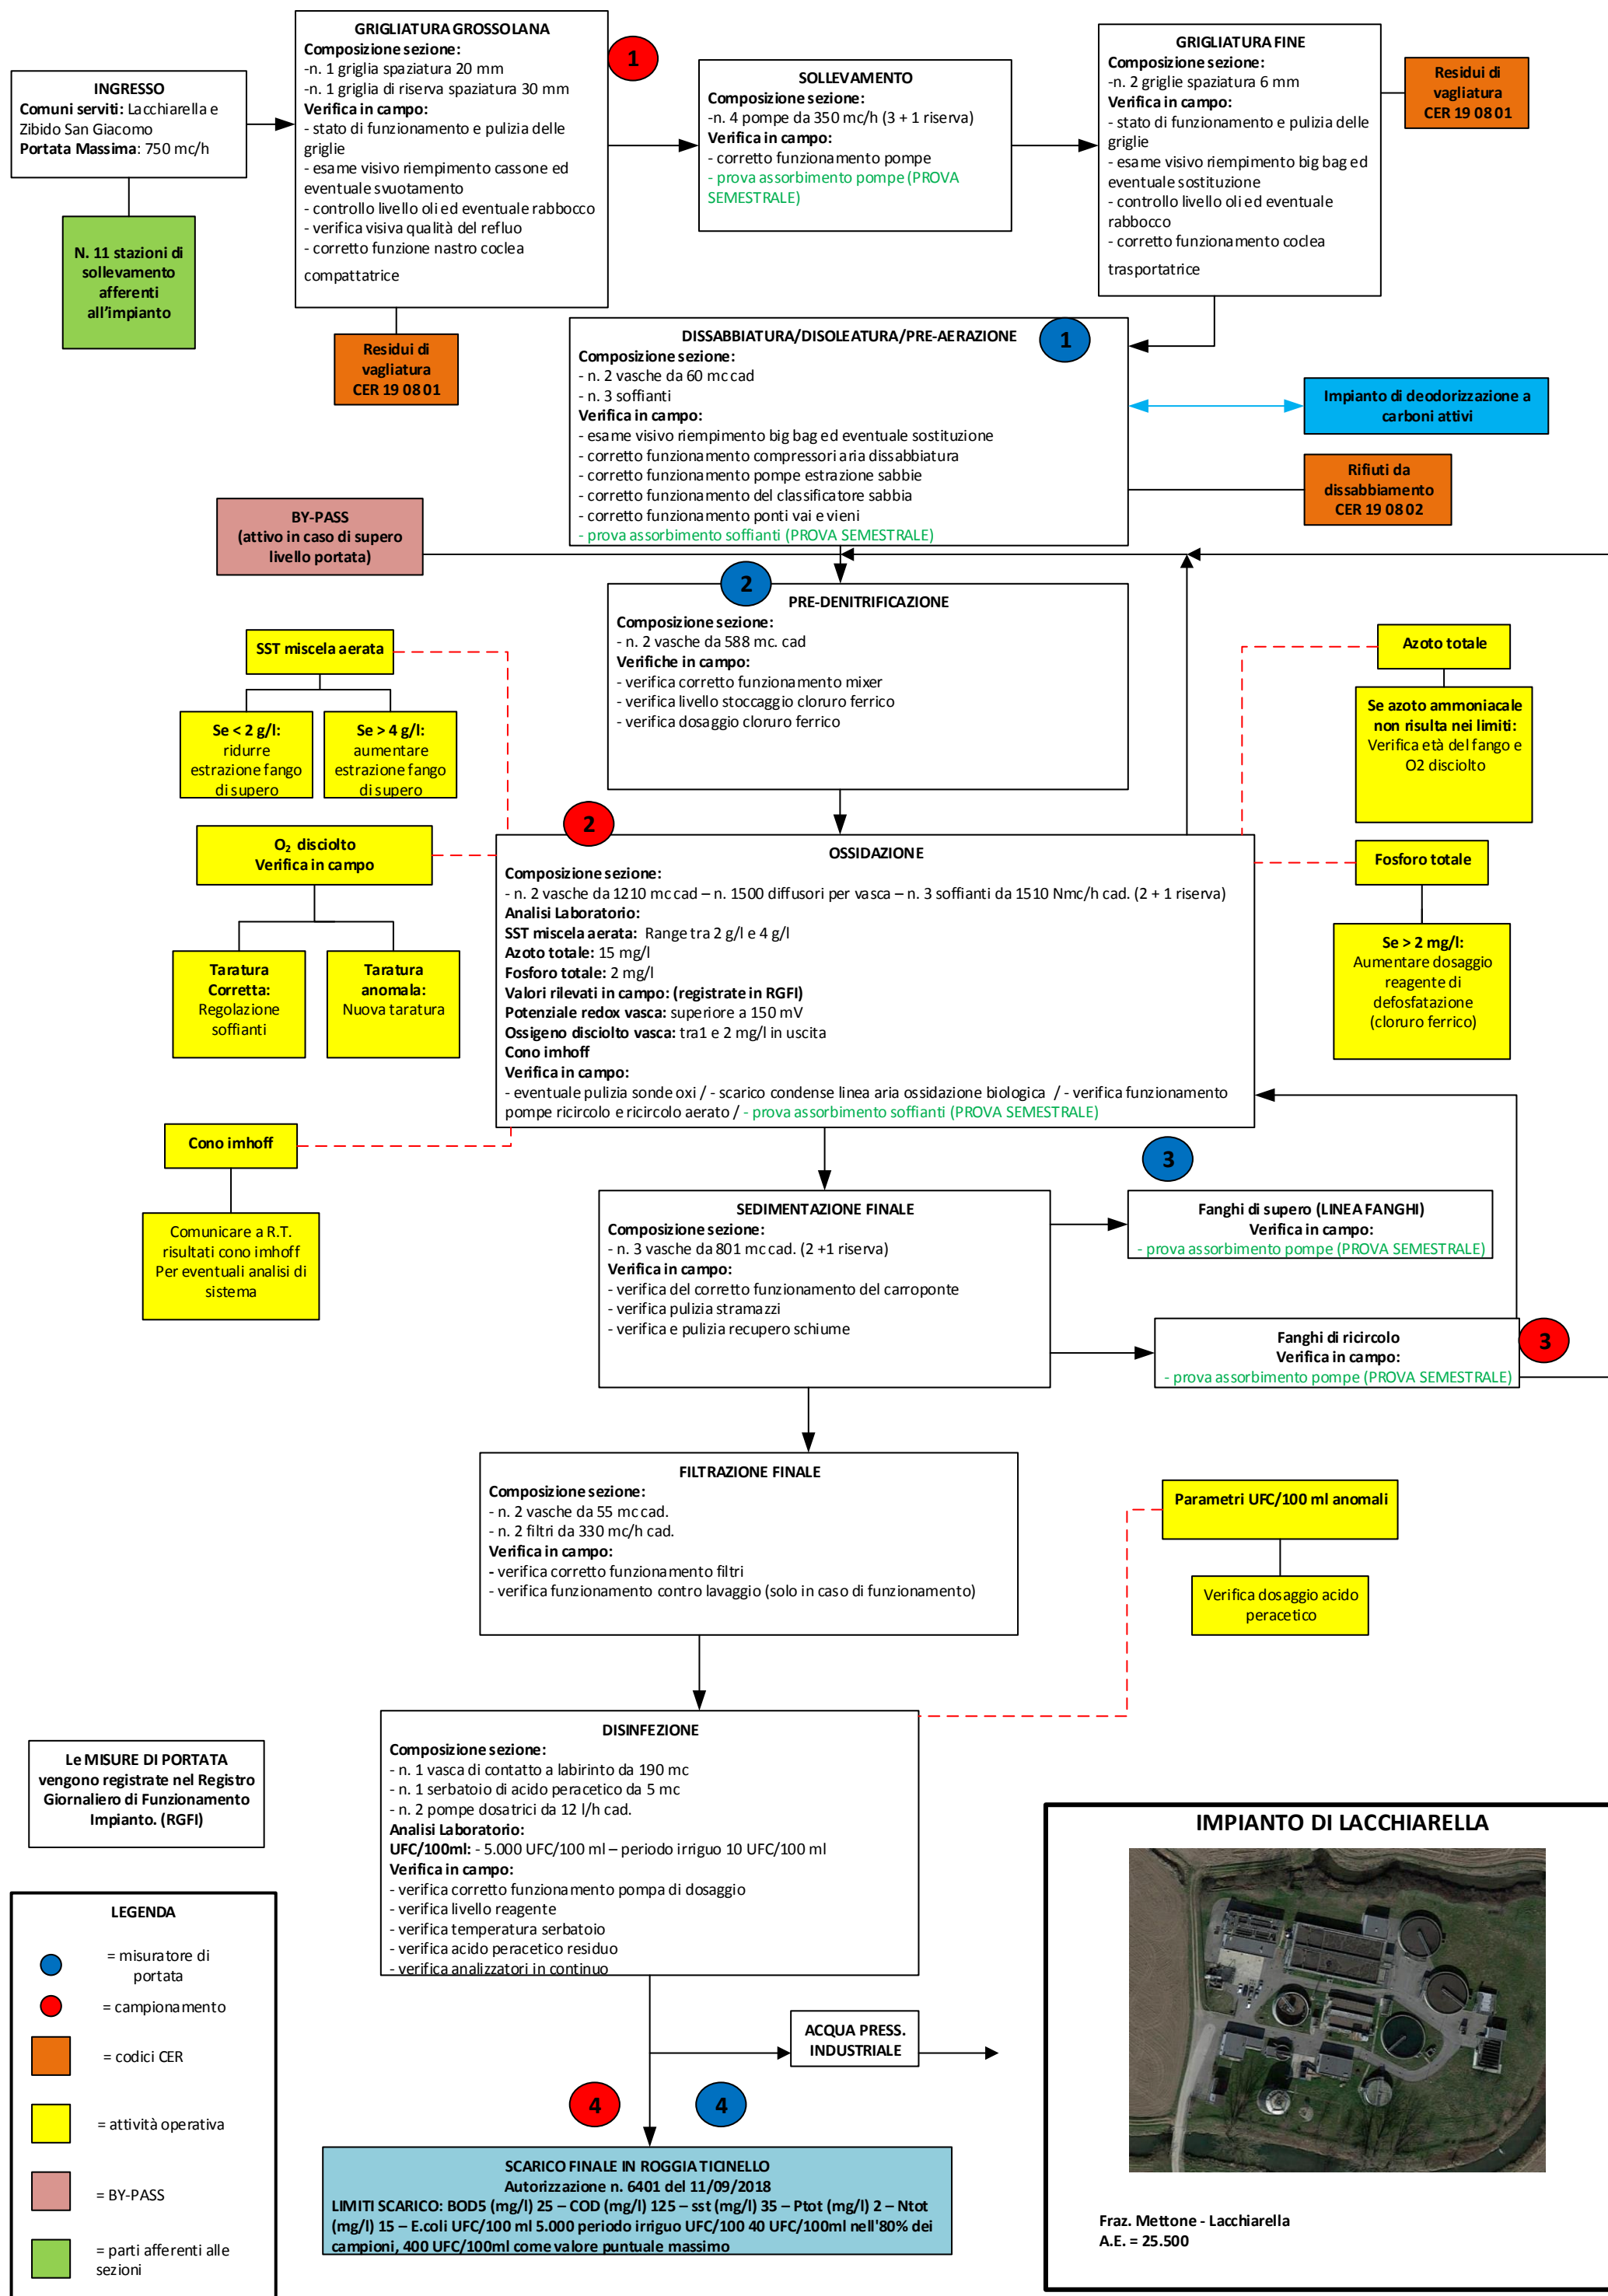 INGRESSO
Comuni serviti: Lacchiarella e
Zibido San Giacomo
Portata Massima: 750 mc/h
N. 11 stazioni di
sollevamento
afferenti
all'impianto
GRIGLIATURA GROSSOLANA
Composizione sezione:
-n. 1 griglia spaziatura 20 mm
-n. 1 griglia di riserva spaziatura 30 mm
Verifica in campo:
- stato di funzionamento e pulizia delle
griglie
- esame visivo riempimento cassone ed
eventuale svuotamento
- controllo livello oli ed eventuale rabbocco
- verifica visiva qualità del refluo
- corretto funzione nastro coclea
compattatrice
1
Residui di
vagliatura
CER 19 08 01
SOLLEVAMENTO
Composizione sezione:
-n. 4 pompe da 350 mc/h (3 + 1 riserva)
Verifica in campo:
- corretto funzionamento pompe
- prova assorbimento pompe (PROVA
SEMESTRALE)
GRIGLIATURA FINE
Composizione sezione:
-n. 2 griglie spaziatura 6 mm
Verifica in campo:
- stato di funzionamento e pulizia delle
griglie
- esame visivo riempimento big bag ed
eventuale sostituzione
- controllo livello oli ed eventuale
rabbocco
- corretto funzionamento coclea
trasportatrice
Residui di
vagliatura
CER 19 08 01
DISSABBIATURA/DISOLEATURA/PRE-AERAZIONE
1
Composizione sezione:
- n. 2 vasche da 60 mc cad
- n. 3 soffianti
Verifica in campo:
- esame visivo riempimento big bag ed eventuale sostituzione
- corretto funzionamento compressori aria dissabbiatura
- corretto funzionamento pompe estrazione sabbie
- corretto funzionamento del classificatore sabbia
- corretto funzionamento ponti vai e vieni
- prova assorbimento soffianti (PROVA SEMESTRALE)
Impianto di deodorizzazione a
carboni attivi
Rifiuti da
dissabbiamento
CER 19 08 02
BY-PASS
(attivo in caso di supero
livello portata)
2
PRE-DENITRIFICAZIONE
Composizione sezione:
- n. 2 vasche da 588 mc. cad
Verifiche in campo:
- verifica corretto funzionamento mixer
- verifica livello stoccaggio cloruro ferrico
- verifica dosaggio cloruro ferrico
SST miscela aerata
Se < 2 g/l:
ridurre
estrazione fango
di supero
Se > 4 g/l:
aumentare
estrazione fango
di supero
Azoto totale
Se azoto ammoniacale
non risulta nei limiti:
Verifica età del fango e
O2 disciolto
O₂ disciolto
Verifica in campo
Taratura
Corretta:
Regolazione
soffianti
Taratura
anomala:
Nuova taratura
2
OSSIDAZIONE
Composizione sezione:
- n. 2 vasche da 1210 mc cad – n. 1500 diffusori per vasca – n. 3 soffianti da 1510 Nmc/h cad. (2 + 1 riserva)
Analisi Laboratorio:
SST miscela aerata: Range tra 2 g/l e 4 g/l
Azoto totale: 15 mg/l
Fosforo totale: 2 mg/l
Valori rilevati in campo: (registrate in RGFI)
Potenziale redox vasca: superiore a 150 mV
Ossigeno disciolto vasca: tra1 e 2 mg/l in uscita
Cono imhoff
Verifica in campo:
- eventuale pulizia sonde oxi / - scarico condense linea aria ossidazione biologica / - verifica funzionamento
pompe ricircolo e ricircolo aerato / - prova assorbimento soffianti (PROVA SEMESTRALE)
Fosforo totale
Se > 2 mg/l:
Aumentare dosaggio
reagente di
defosfatazione
(cloruro ferrico)
Cono imhoff
Comunicare a R.T.
risultati cono imhoff
Per eventuali analisi di
sistema
SEDIMENTAZIONE FINALE
Composizione sezione:
- n. 3 vasche da 801 mc cad. (2 +1 riserva)
Verifica in campo:
- verifica del corretto funzionamento del carroponte
- verifica pulizia stramazzi
- verifica e pulizia recupero schiume
3
Fanghi di supero (LINEA FANGHI)
Verifica in campo:
- prova assorbimento pompe (PROVA SEMESTRALE)
Fanghi di ricircolo
Verifica in campo:
- prova assorbimento pompe (PROVA SEMESTRALE)
3
FILTRAZIONE FINALE
Composizione sezione:
- n. 2 vasche da 55 mc cad.
- n. 2 filtri da 330 mc/h cad.
Verifica in campo:
- verifica corretto funzionamento filtri
- verifica funzionamento contro lavaggio (solo in caso di funzionamento)
Parametri UFC/100 ml anomali
Verifica dosaggio acido
peracetico
DISINFEZIONE
Composizione sezione:
- n. 1 vasca di contatto a labirinto da 190 mc
- n. 1 serbatoio di acido peracetico da 5 mc
- n. 2 pompe dosatrici da 12 l/h cad.
Analisi Laboratorio:
UFC/100ml: - 5.000 UFC/100 ml – periodo irriguo 10 UFC/100 ml
Verifica in campo:
- verifica corretto funzionamento pompa di dosaggio
- verifica livello reagente
- verifica temperatura serbatoio
- verifica acido peracetico residuo
- verifica analizzatori in continuo
Le MISURE DI PORTATA
vengono registrate nel Registro
Giornaliero di Funzionamento
Impianto. (RGFI)
LEGENDA
= misuratore di
portata
= campionamento
= codici CER
= attività operativa
= BY-PASS
= parti afferenti alle
sezioni
ACQUA PRESS.
INDUSTRIALE
4
4
SCARICO FINALE IN ROGGIA TICINELLO
Autorizzazione n. 6401 del 11/09/2018
LIMITI SCARICO: BOD5 (mg/l) 25 – COD (mg/l) 125 – sst (mg/l) 35 – Ptot (mg/l) 2 – Ntot
(mg/l) 15 – E.coli UFC/100 ml 5.000 periodo irriguo UFC/100 40 UFC/100ml nell'80% dei
campioni, 400 UFC/100ml come valore puntuale massimo
IMPIANTO DI LACCHIARELLA
Fraz. Mettone - Lacchiarella
A.E. = 25.500